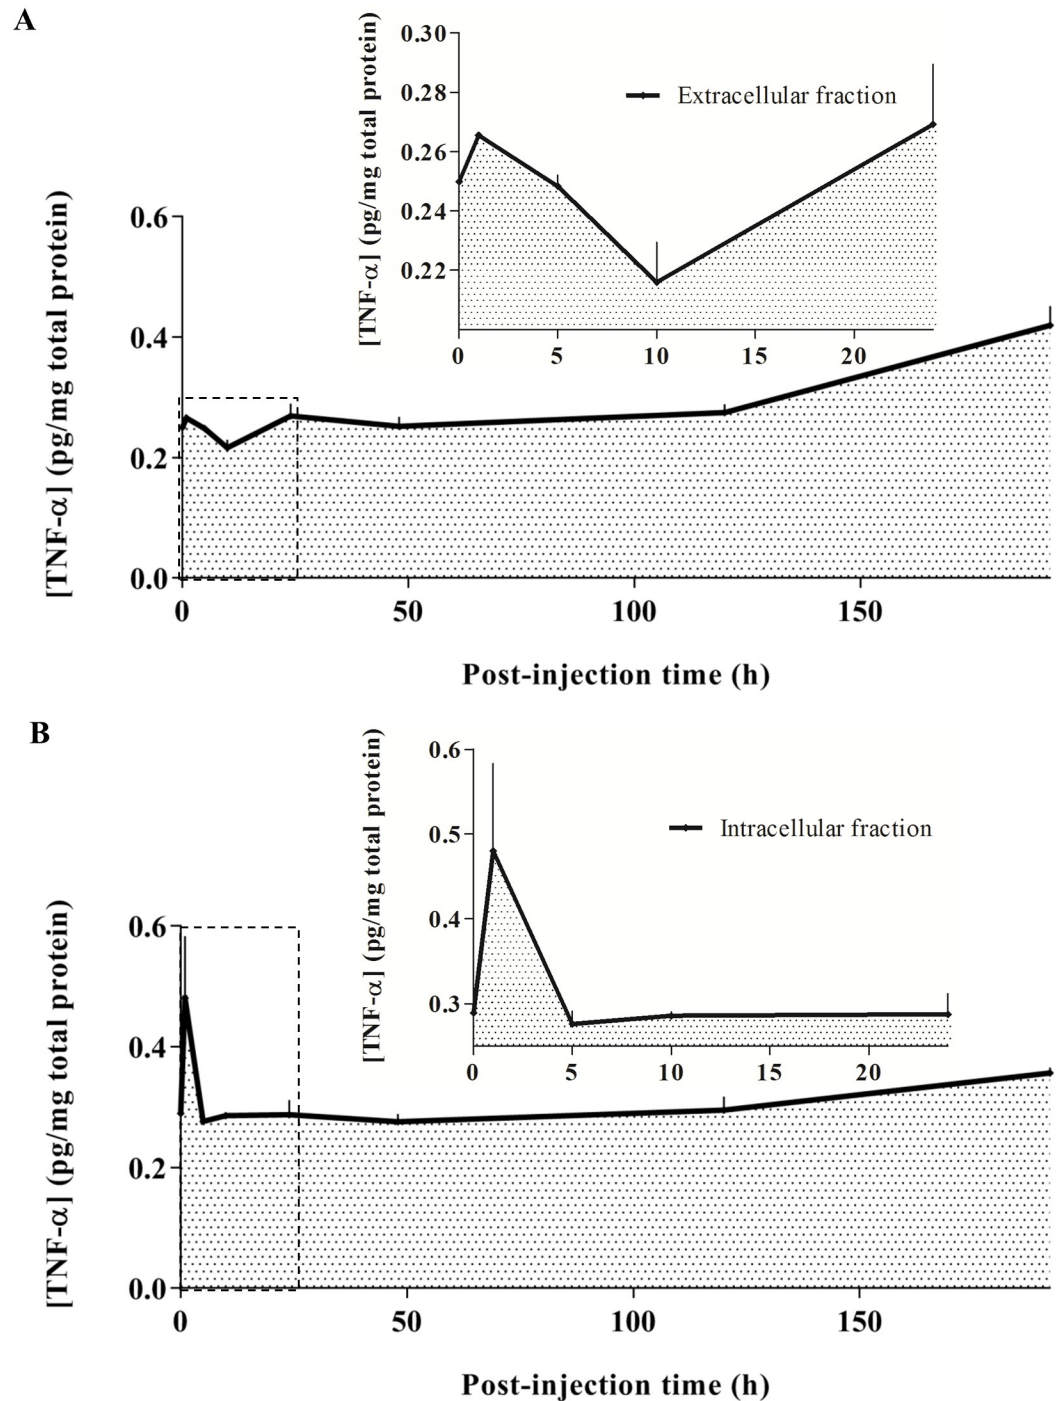 A
[TNF-α] (pg/mg total protein)
0.30
0.28
0.26
0.24
0.22
Extracellular fraction
0 5 10 15 20
[TNF-α] (pg/mg total protein)
0.6
0.4
0.2
0.0
0 50 100 150
Post-injection time (h)
B
[TNF-α] (pg/mg total protein)
0.6
0.5
0.4
0.3
Intracellular fraction
0 5 10 15 20
[TNF-α] (pg/mg total protein)
0.6
0.4
0.2
0.0
0 50 100 150
Post-injection time (h)